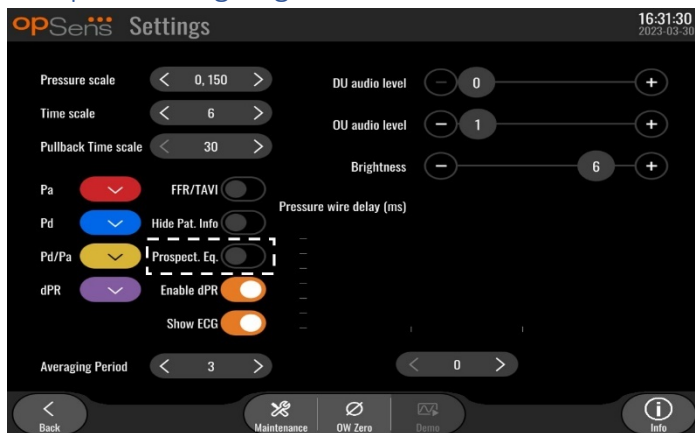 opSens Settings
16:31:30
2023-03-30
Pressure scale 0, 150
DU audio level 0
Time scale 6
OU audio level 1
Pullback Time scale 30
Brightness 6
Pa FFR/TAVI
Pressure wire delay (ms)
Pd Hide Pat. Info
Pd/Pa Prospect. Eq.
dPR Enable dPR
Show ECG
Averaging Period 3
0
Back Maintenance OW Zero Demo Info